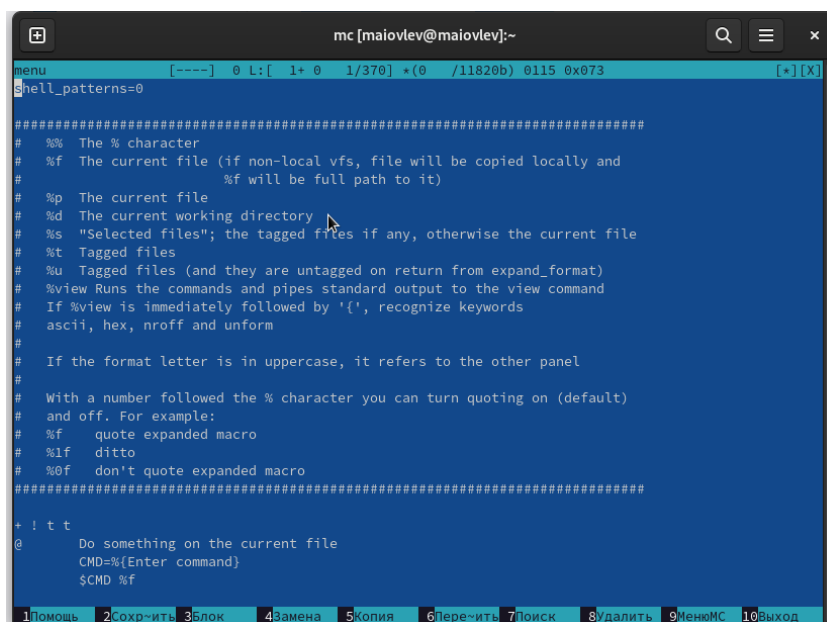 mc [maiovlev@maiovlev]:~
menu [----] 0 L:[ 1+ 0 1/370] *(0 /11820b) 0115 0x073 [*][X]
shell_patterns=0
###############################################################################
# %% The % character
# %f The current file (if non-local vfs, file will be copied locally and
# %f will be full path to it)
# %p The current file
# %d The current working directory
# %s "Selected files"; the tagged files if any, otherwise the current file
# %t Tagged files
# %u Tagged files (and they are untagged on return from expand_format)
# %view Runs the commands and pipes standard output to the view command
# If %view is immediately followed by '{', recognize keywords
# ascii, hex, nroff and unform
#
# If the format letter is in uppercase, it refers to the other panel
#
# With a number followed the % character you can turn quoting on (default)
# and off. For example:
# %f quote expanded macro
# %1f ditto
# %0f don't quote expanded macro
###############################################################################
+ ! t t
@ Do something on the current file
CMD=%{Enter command}
$CMD %f
1Помощь 2Сохр~ить 3Блок 4Замена 5Копия 6Пере~ить 7Поиск 8Удалить 9МенюMC 10Выход